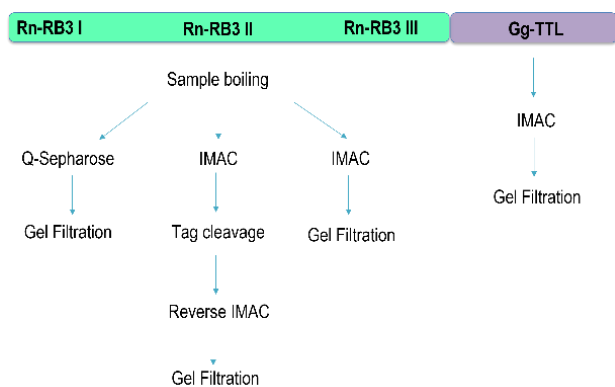 Rn-RB3 I Rn-RB3 II Rn-RB3 III Gg-TTL
Sample boiling
IMAC
Q-Sepharose IMAC IMAC
Gel Filtration
Gel Filtration Tag cleavage Gel Filtration
Reverse IMAC
Gel Filtration